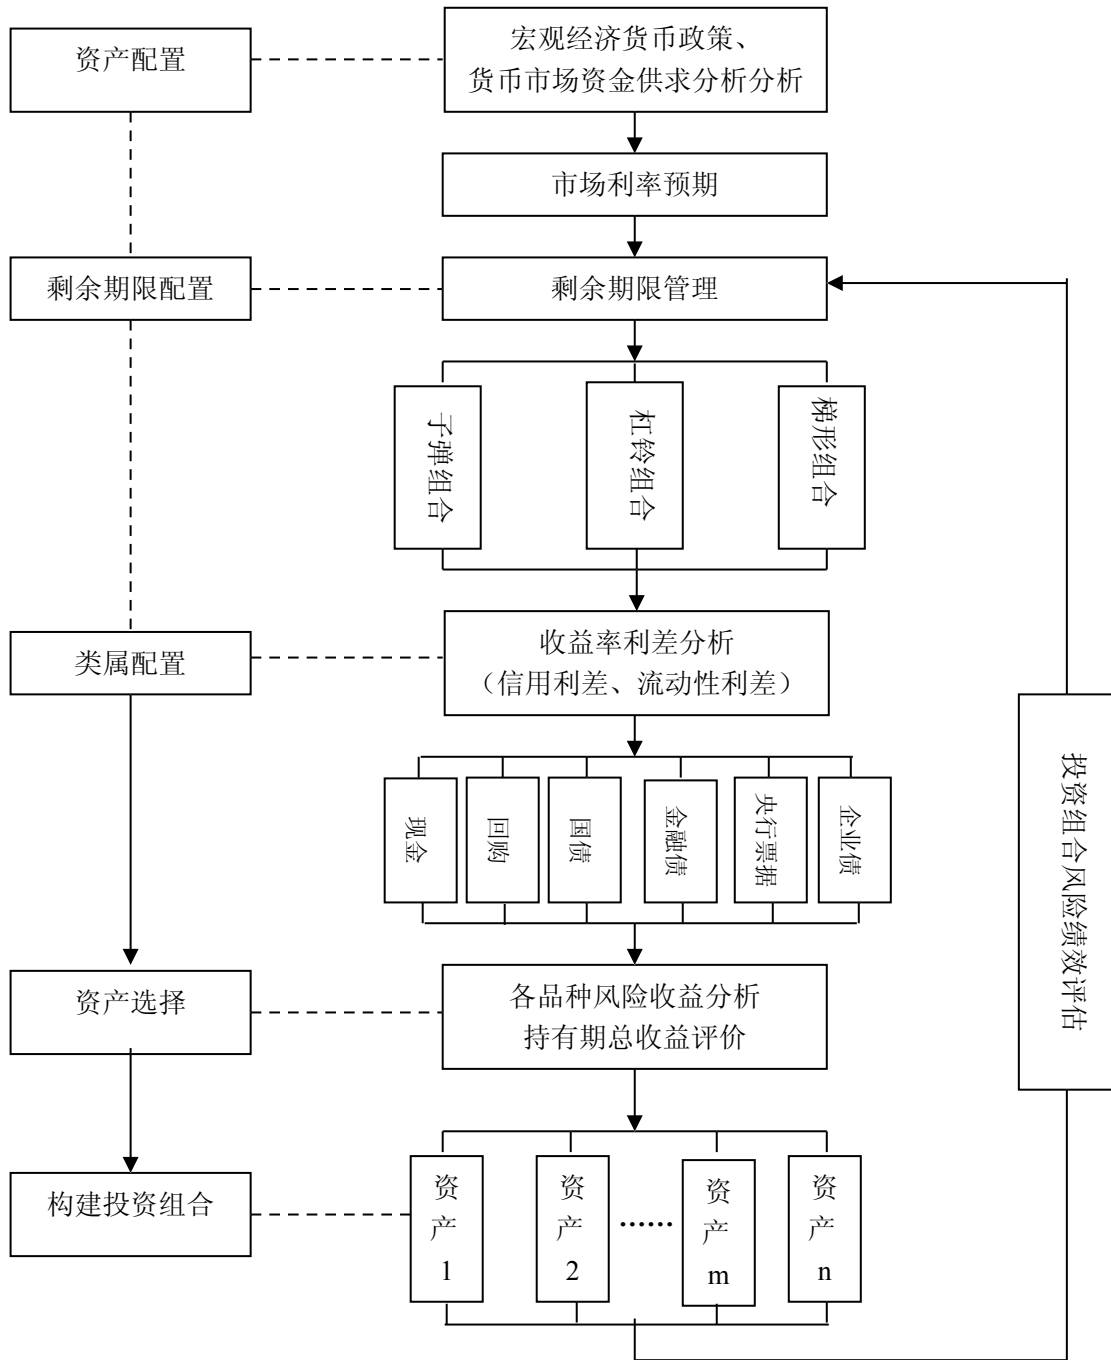 资产配置
宏观经济货币政策、
货币市场资金供求分析分析
市场利率预期
剩余期限配置
剩余期限管理
子弹组合
杠铃组合
梯形组合
类属配置
收益率利差分析
（信用利差、流动性利差）
现金
回购
国债
金融债
央行票据
企业债
投资组合风险绩效评估
资产选择
各品种风险收益分析
持有期总收益评价
构建投资组合
资
产
1
资
产
2
……
资
产
m
资
产
n